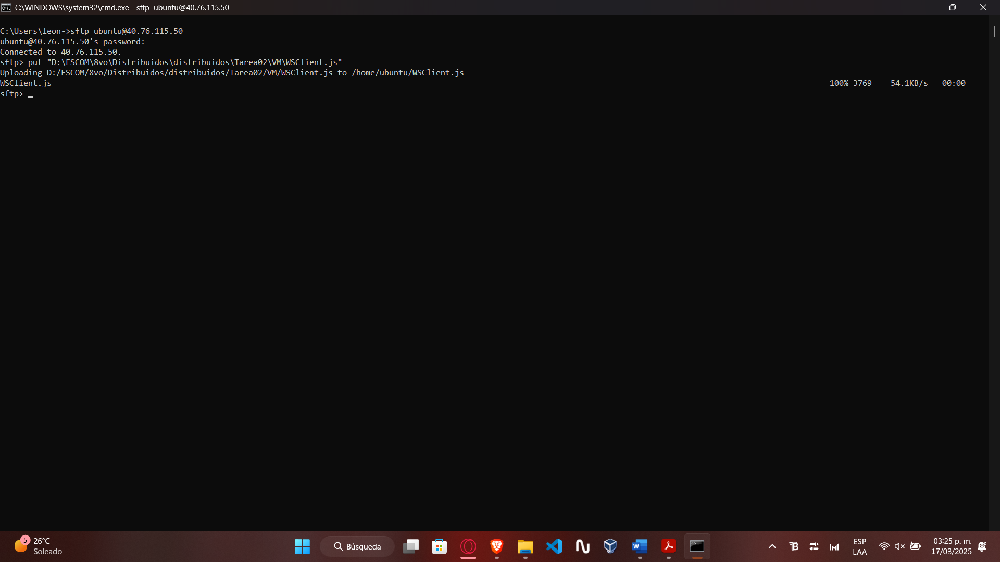 C:\WINDOWS\system32\cmd.exe - sftp  ubuntu@40.76.115.50
C:\Users\leon->sftp ubuntu@40.76.115.50
ubuntu@40.76.115.50's password:
Connected to 40.76.115.50.
sftp> put "D:\ESCOM\8vo\Distribuidos\distribuidos\Tarea02\VM\WSClient.js"
Uploading D:/ESCOM/8vo/Distribuidos/distribuidos/Tarea02/VM/WSClient.js to /home/ubuntu/WSClient.js
WSClient.js 100% 3769 54.1KB/s 00:00
sftp>
5
26°C
Soleado
Búsqueda
ESP
LAA
03:25 p. m.
17/03/2025